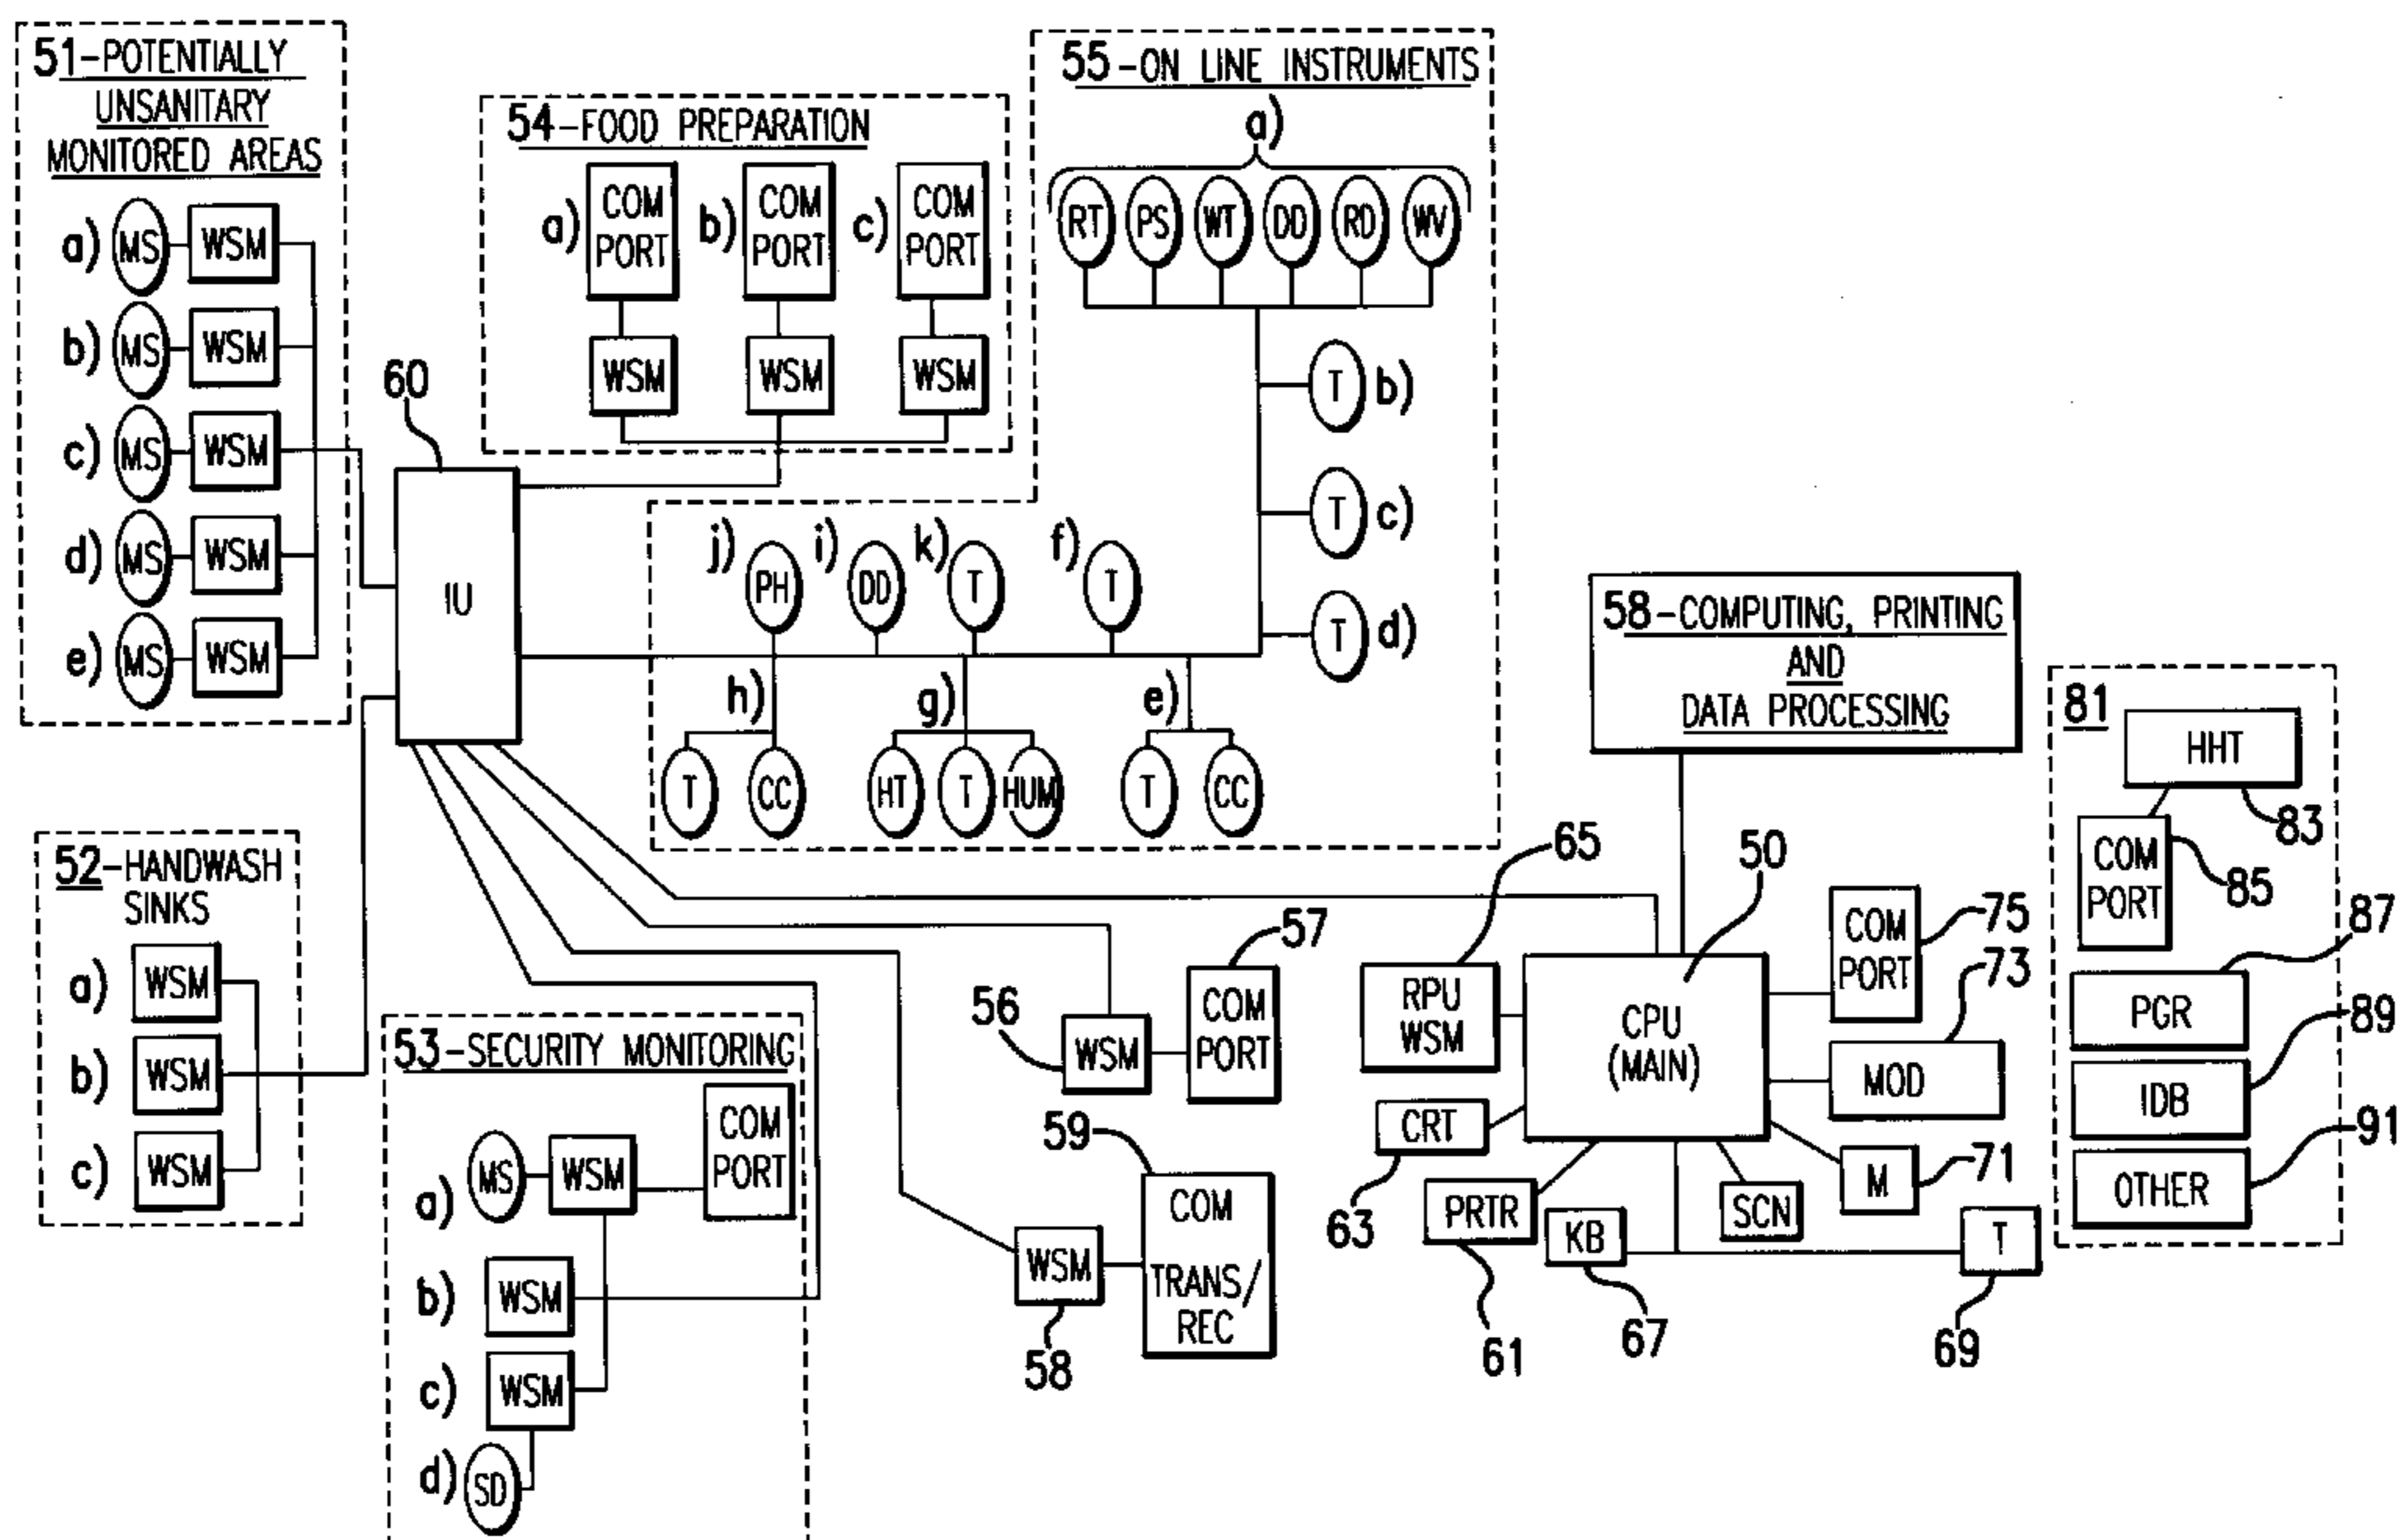 51-POTENTIALLY
UNSANITARY
MONITORED AREAS
a) MS WSM
b) MS WSM
c) MS WSM
d) MS WSM
e) MS WSM
54-FOOD PREPARATION
a) COM PORT b) COM PORT c) COM PORT
WSM WSM WSM
55-ON LINE INSTRUMENTS
a)
RT PS WT DD RD WV
T b)
T c)
T d)
60
IU
j) PH i) DD k) T f) T
h) g) e)
T CC HT T HUM T CC
58-COMPUTING, PRINTING
AND
DATA PROCESSING
52-HANDWASH
SINKS
a) WSM
b) WSM
c) WSM
53-SECURITY MONITORING
COM
PORT
a) MS WSM
b) WSM
c) WSM
d) SD
57
56
WSM
COM
PORT
59
WSM
58
COM
TRANS/
REC
65
50
RPU
WSM
CPU
(MAIN)
COM
PORT
75
73
MOD
CRT
63
PRTR
61
KB
67
SCN
M
71
T
69
81
HHT
83
COM
PORT
85
87
PGR
89
IDB
91
OTHER